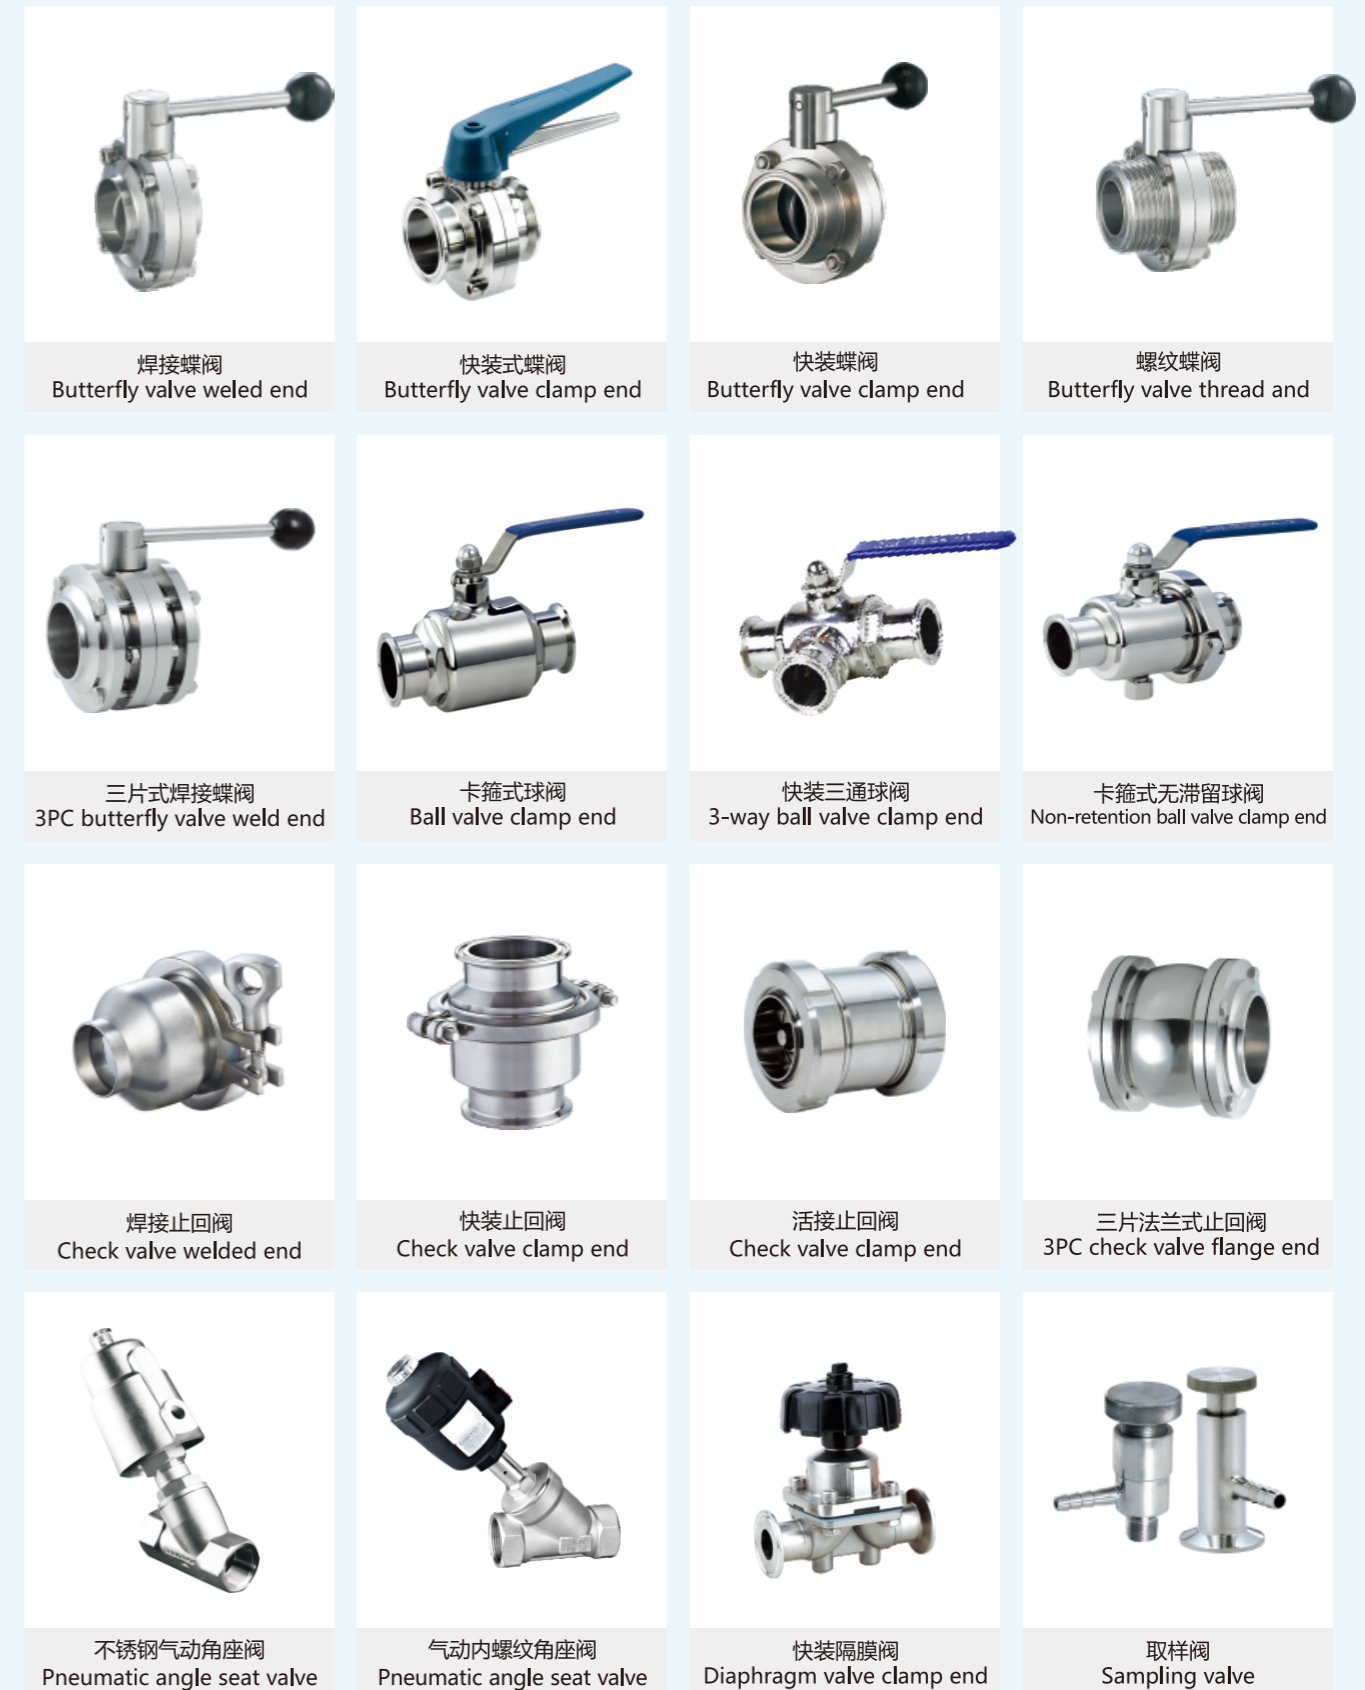 焊接蝶阀
Butterfly valve weled end
快装式蝶阀
Butterfly valve clamp end
快装蝶阀
Butterfly valve clamp end
螺纹蝶阀
Butterfly valve thread and
三片式焊接蝶阀
3PC butterfly valve weld end
卡箍式球阀
Ball valve clamp end
快装三通球阀
3-way ball valve clamp end
卡箍式无滞留球阀
Non-retention ball valve clamp end
焊接止回阀
Check valve welded end
快装止回阀
Check valve clamp end
活接止回阀
Check valve clamp end
三片法兰式止回阀
3PC check valve flange end
不锈钢气动角座阀
Pneumatic angle seat valve
气动内螺纹角座阀
Pneumatic angle seat valve
快装隔膜阀
Diaphragm valve clamp end
取样阀
Sampling valve